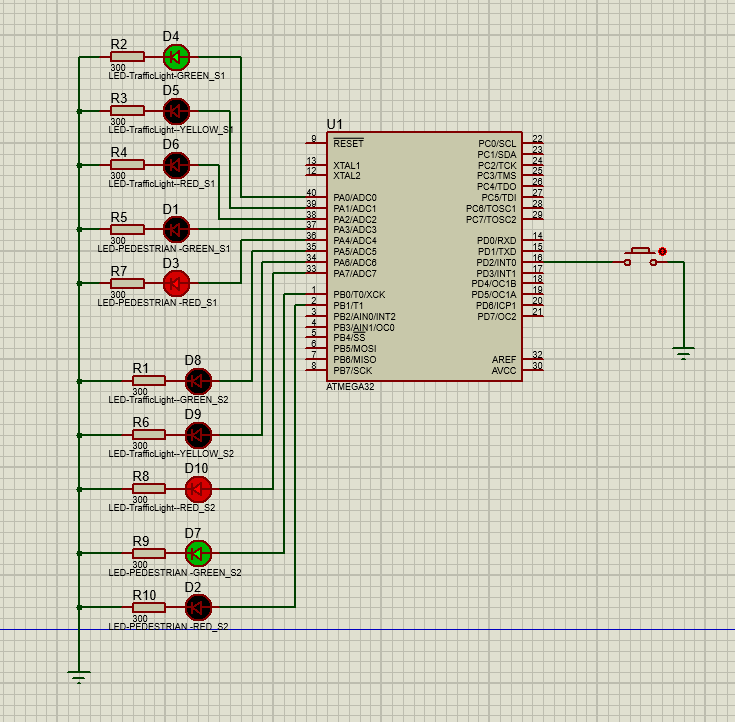 R2
D4
300
LED-TrafficLight-GREEN_S1
R3
D5
300
LED-TrafficLight--YELLOW_S1
R4
D6
300
LED-TrafficLight--RED_S1
R5
D1
300
LED-PEDESTRIAN -GREEN_S1
R7
D3
300
LED-PEDESTRIAN -RED_S1
R1
D8
300
LED-TrafficLight--GREEN_S2
R6
D9
300
LED-TrafficLight--YELLOW_S2
R8
D10
300
LED-TrafficLight--RED_S2
R9
D7
300
LED-PEDESTRIAN -GREEN_S2
R10
D2
300
LED-PEDESTRIAN -RED_S2
U1
9 RESET
13 XTAL1
12 XTAL2
40 PA0/ADC0
39 PA1/ADC1
38 PA2/ADC2
37 PA3/ADC3
36 PA4/ADC4
35 PA5/ADC5
34 PA6/ADC6
33 PA7/ADC7
1 PB0/T0/XCK
2 PB1/T1
3 PB2/AIN0/INT2
4 PB3/AIN1/OC0
5 PB4/SS
6 PB5/MOSI
7 PB6/MISO
8 PB7/SCK
PC0/SCL 22
PC1/SDA 23
PC2/TCK 24
PC3/TMS 25
PC4/TDO 26
PC5/TDI 27
PC6/TOSC1 28
PC7/TOSC2 29
PD0/RXD 14
PD1/TXD 15
PD2/INT0 16
PD3/INT1 17
PD4/OC1B 18
PD5/OC1A 19
PD6/ICP1 20
PD7/OC2 21
AREF 32
AVCC 30
ATMEGA32